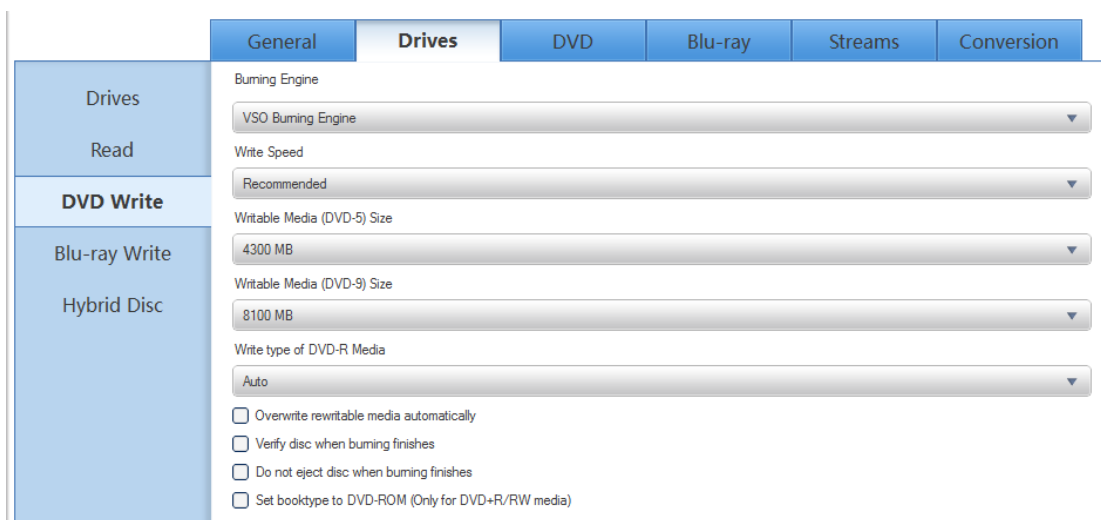 General Drives DVD Blu-ray Streams Conversion
Drives
Read
DVD Write
Blu-ray Write
Hybrid Disc
Burning Engine
VSO Burning Engine
Write Speed
Recommended
Writable Media (DVD-5) Size
4300 MB
Writable Media (DVD-9) Size
8100 MB
Write type of DVD-R Media
Auto
Overwrite rewritable media automatically
Verify disc when burning finishes
Do not eject disc when burning finishes
Set booktype to DVD-ROM (Only for DVD+R/RW media)